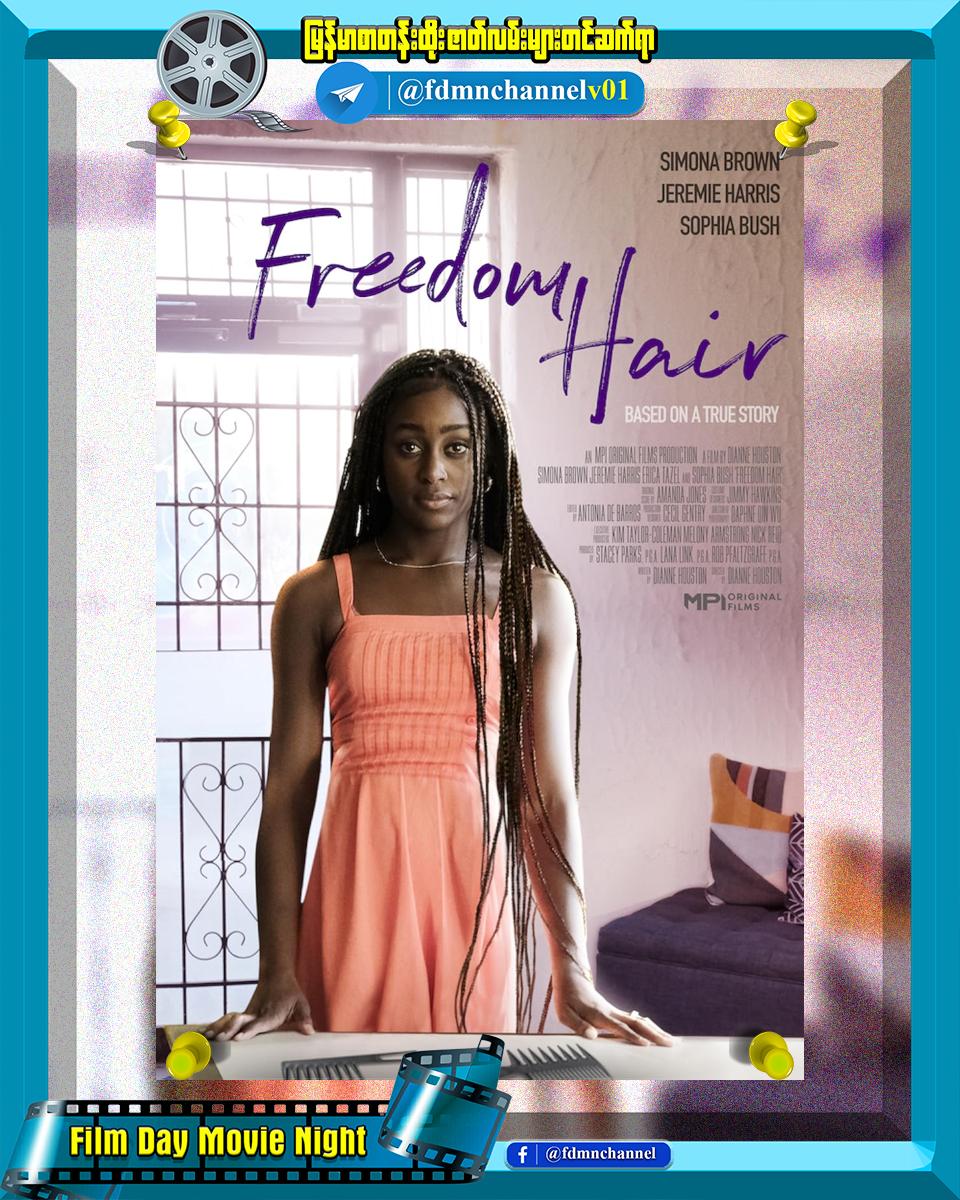 မြန်မာစာတန်းထိုးဇာတ်လမ်းများတင်ဆက်ရာ
@fdmnchannelv01
SIMONA BROWN
JEREMIE HARRIS
SOPHIA BUSH
Freedom
Hair
BASED ON A TRUE STORY
AN MPI ORIGINAL FILMS PRODUCTION A FILM BY DIANNE HOUSTON
SIMONA BROWN JEREMIE HARRIS ERICA TAZEL AND SOPHIA BUSH "FREEDOM HAIR"
AMANDA JONES JIMMY HAWKINS
ANTONIA DE BARROS CECIL GENTRY DAPHNE QIN WU
KIM TAYLOR-COLEMAN MELONY ARMSTRONG NICK REID
STACEY PARKS, P.G.A. LANA LINK, P.G.A. ROB PFALTZGRAFF, P.G.A.
DIANNE HOUSTON DIANNE HOUSTON
MPI ORIGINAL
FILMS
Film Day Movie Night
f @fdmnchannel